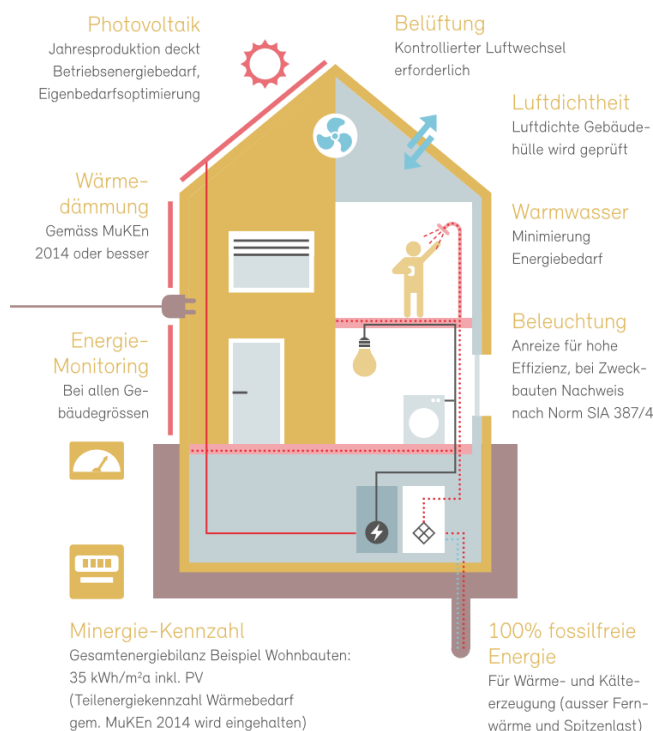 Photovoltaik
Jahresproduktion deckt
Betriebsenergiebedarf,
Eigenbedarfsoptimierung
Belüftung
Kontrollierter Luftwechsel
erforderlich
Luftdichtheit
Luftdichte Gebäude-
hülle wird geprüft
Wärme-
dämmung
Gemäss MuKEn
2014 oder besser
Warmwasser
Minimierung
Energiebedarf
Energie-
Monitoring
Bei allen Ge-
bäudegrössen
Beleuchtung
Anreize für hohe
Effizienz, bei Zweck-
bauten Nachweis
nach Norm SIA 387/4
Minergie-Kennzahl
Gesamtenergiebilanz Beispiel Wohnbauten:
35 kWh/m²a inkl. PV
(Teilenergiekennzahl Wärmebedarf
gem. MuKEn 2014 wird eingehalten)
100% fossilfreie
Energie
Für Wärme- und Kälte-
erzeugung (ausser Fern-
wärme und Spitzenlast)